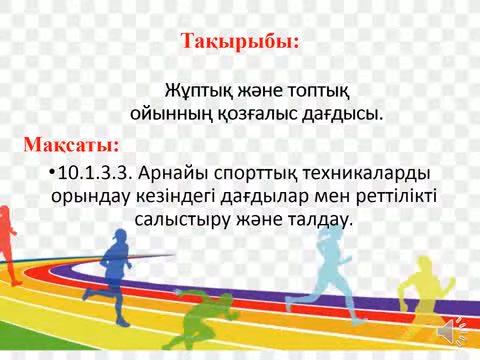 Тақырыбы:
Жұптық және топтық
ойынның қозғалыс дағдысы.
Мақсаты:
•10.1.3.3. Арнайы спорттық техникаларды
орындау кезіндегі дағдылар мен реттілікті
салыстыру және талдау.